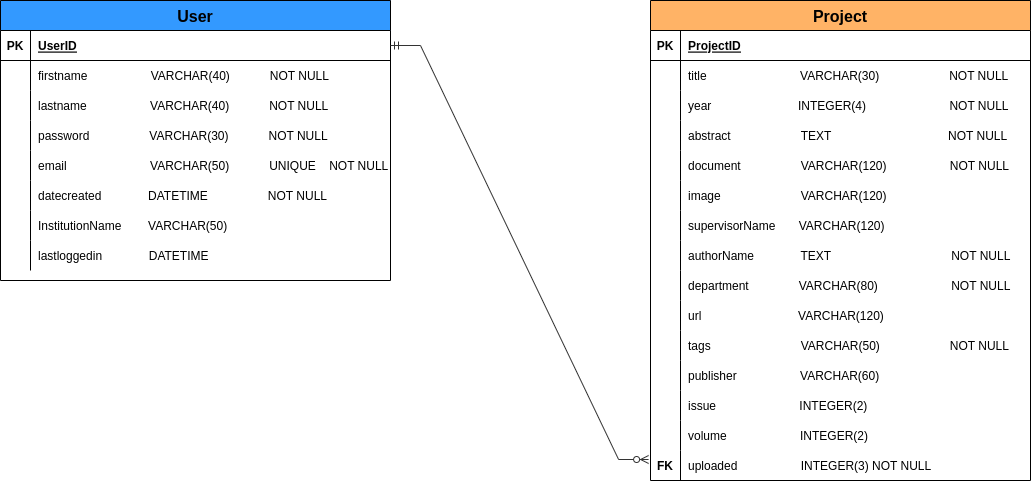 User
PK UserID
firstname VARCHAR(40) NOT NULL
lastname VARCHAR(40) NOT NULL
password VARCHAR(30) NOT NULL
email VARCHAR(50) UNIQUE NOT NULL
datecreated DATETIME NOT NULL
InstitutionName VARCHAR(50)
lastloggedin DATETIME
Project
PK ProjectID
title VARCHAR(30) NOT NULL
year INTEGER(4) NOT NULL
abstract TEXT NOT NULL
document VARCHAR(120) NOT NULL
image VARCHAR(120)
supervisorName VARCHAR(120)
authorName TEXT NOT NULL
department VARCHAR(80) NOT NULL
url VARCHAR(120)
tags VARCHAR(50) NOT NULL
publisher VARCHAR(60)
issue INTEGER(2)
volume INTEGER(2)
FK uploaded INTEGER(3) NOT NULL